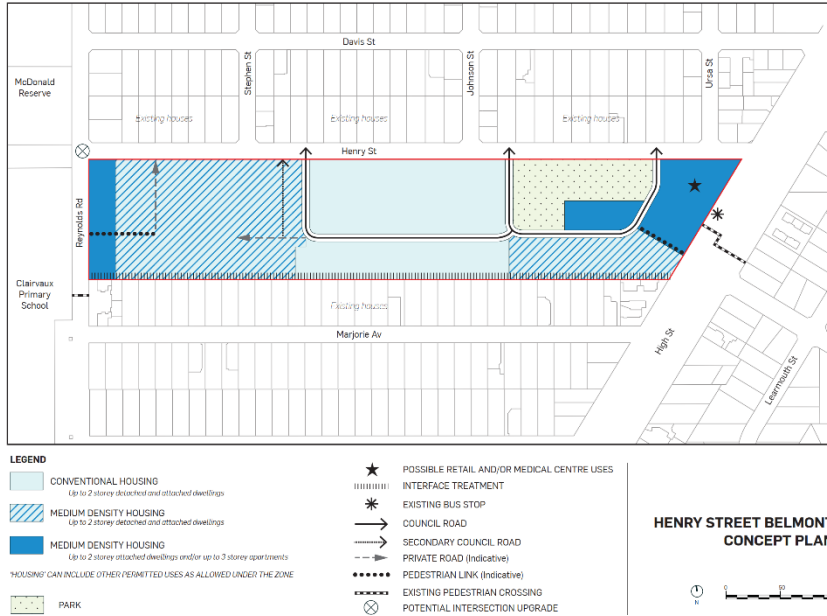 Davis St
McDonald
Reserve
Stephen St
Johnson St
Ursa St
Existing houses
Existing houses
Existing houses
Henry St
Reynolds Rd
Clairvaux
Primary
School
Existing houses
Marjorie Av
High St
Learmouth St
LEGEND
CONVENTIONAL HOUSING
Up to 2 storey detached and attached dwellings
MEDIUM DENSITY HOUSING
Up to 2 storey detached and attached dwellings
MEDIUM DENSITY HOUSING
Up to 2 storey attached dwellings and/or up to 3 storey apartments
'HOUSING' CAN INCLUDE OTHER PERMITTED USES AS ALLOWED UNDER THE ZONE
PARK
POSSIBLE RETAIL AND/OR MEDICAL CENTRE USES
INTERFACE TREATMENT
EXISTING BUS STOP
COUNCIL ROAD
SECONDARY COUNCIL ROAD
PRIVATE ROAD (Indicative)
PEDESTRIAN LINK (Indicative)
EXISTING PEDESTRIAN CROSSING
POTENTIAL INTERSECTION UPGRADE
HENRY STREET BELMONT
CONCEPT PLAN
N
0 50